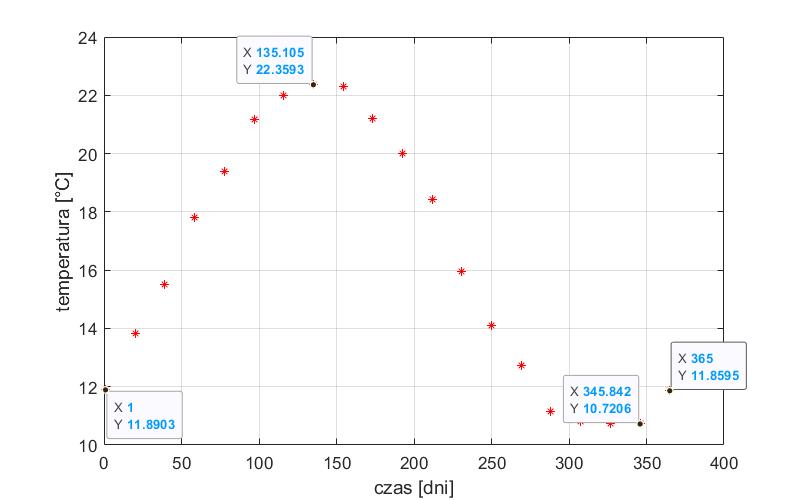 24
22
20
18
16
14
12
10
temperatura [°C]
X 135.105
Y 22.3593
X 1
Y 11.8903
X 345.842
Y 10.7206
X 365
Y 11.8595
0 50 100 150 200 250 300 350 400
czas [dni]